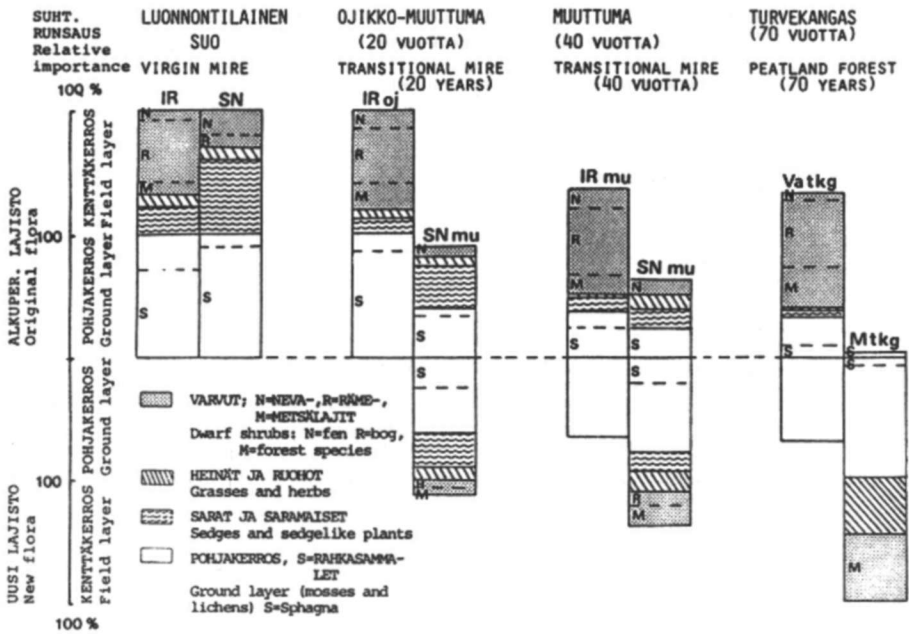 SUHT.
RUNSAUS
Relative
importance
100 %
LUONNONTILAINEN
SUO
VIRGIN MIRE
OJIKKO-MUUTTUMA
(20 VUOTTA)
TRANSITIONAL MIRE
(20 YEARS)
MUUTTUMA
(40 VUOTTA)
TRANSITIONAL MIRE
(40 VUOTTA)
TURVEKANGAS
(70 VUOTTA)
PEATLAND FOREST
(70 YEARS)
ALKUPER. LAJISTO
Original flora
KENTTÄKERROS
Field layer
100
POHJAKERROS
Ground layer
UUSI LAJISTO
New flora
POHJAKERROS
Ground layer
100
KENTTÄKERROS
Field layer
100 %
IR
N
R
M
S
SN
N
R
S
IR oj
N
R
M
S
SN mu
N
S
S
R
M
IR mu
N
R
M
S
SN mu
N
S
S
R
M
Vatkg
N
R
M
S
Mtkg
M
VARVUT; N=NEVA-,R=RÄME-,
M=METSÄLAJIT
Dwarf shrubs: N=fen R=bog,
M=forest species
HEINÄT JA RUOHOT
Grasses and herbs
SARAT JA SARAMAISET
Sedges and sedgelike plants
POHJAKERROS, S=RAHKASAMMA-
LET
Ground layer (mosses and
lichens) S=Sphagna